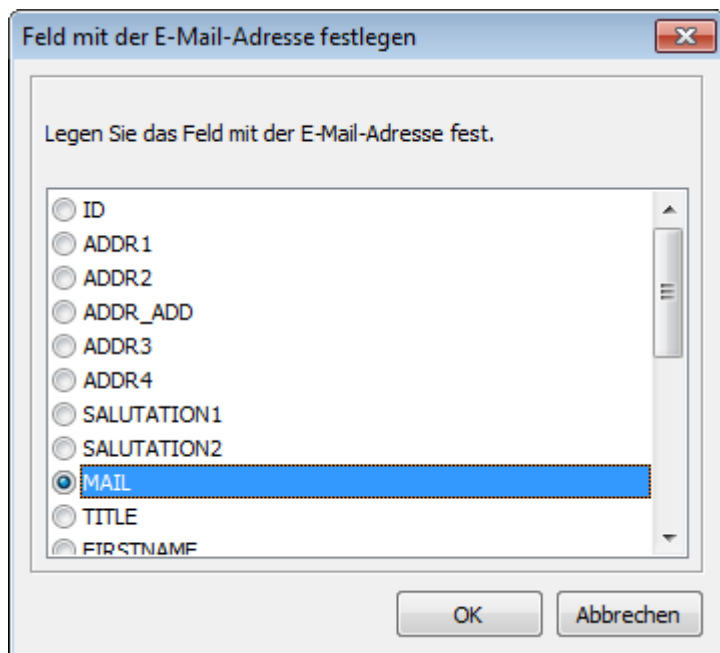 Feld mit der E-Mail-Adresse festlegen
Legen Sie das Feld mit der E-Mail-Adresse fest.
ID
ADDR1
ADDR2
ADDR_ADD
ADDR3
ADDR4
SALUTATION1
SALUTATION2
MAIL
TITLE
FIRSTNAME
OK
Abbrechen